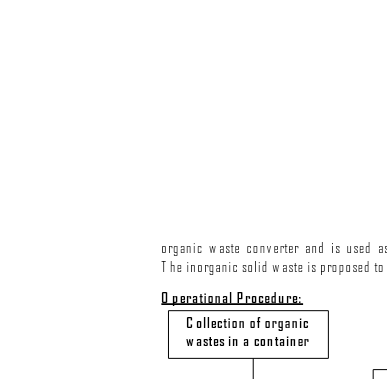 organic waste converter and is used as
The inorganic solid waste is proposed to
Operational Procedure:
Collection of organic
wastes in a container